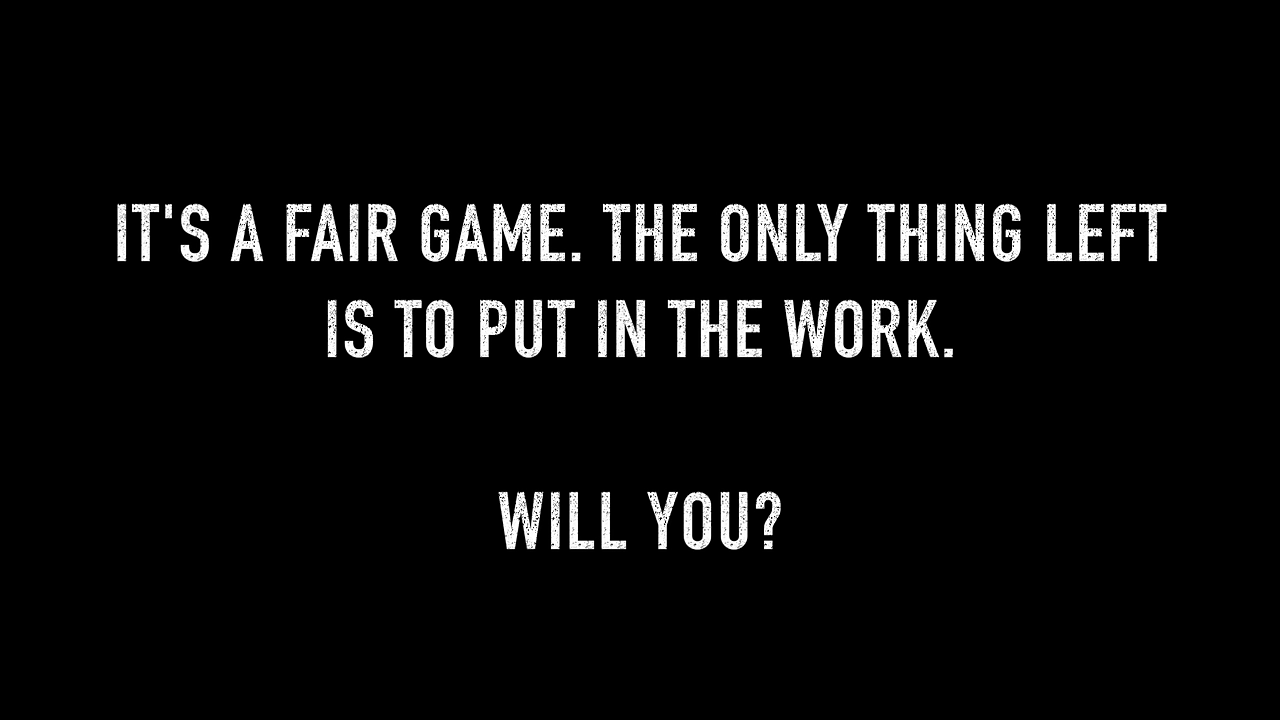 IT'S A FAIR GAME. THE ONLY THING LEFT
IS TO PUT IN THE WORK.
WILL YOU?